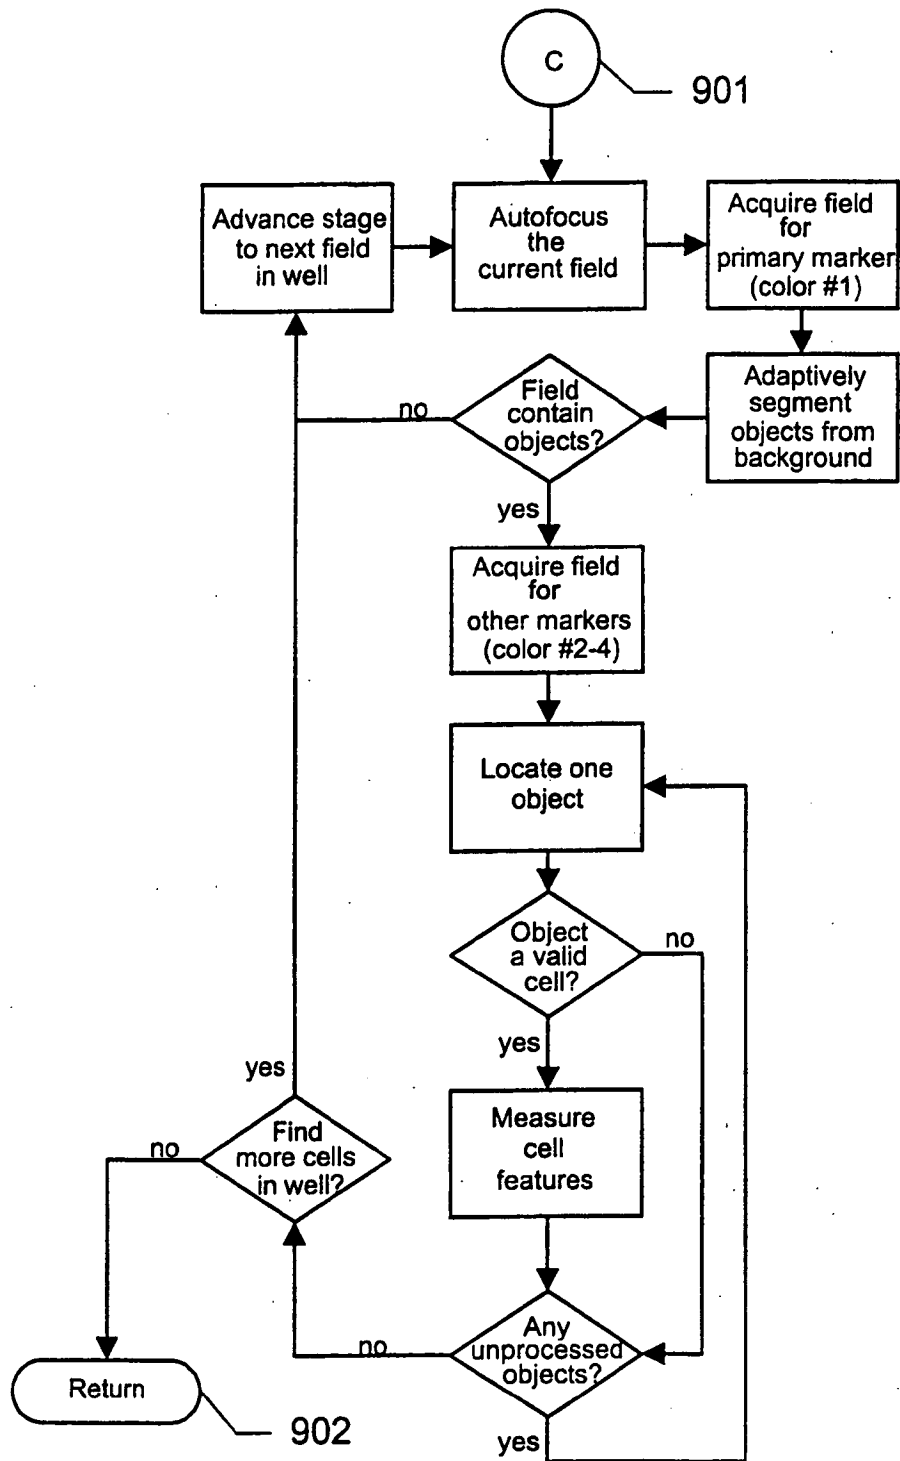 C
901
Advance stage
to next field
in well
Autofocus
the
current field
Acquire field
for
primary marker
(color #1)
Adaptively
segment
objects from
background
Field
contain
objects?
no
yes
Acquire field
for
other markers
(color #2-4)
Locate one
object
Object
a valid
cell?
no
yes
Measure
cell
features
yes
Find
more cells
in well?
no
Any
unprocessed
objects?
no
yes
Return
902